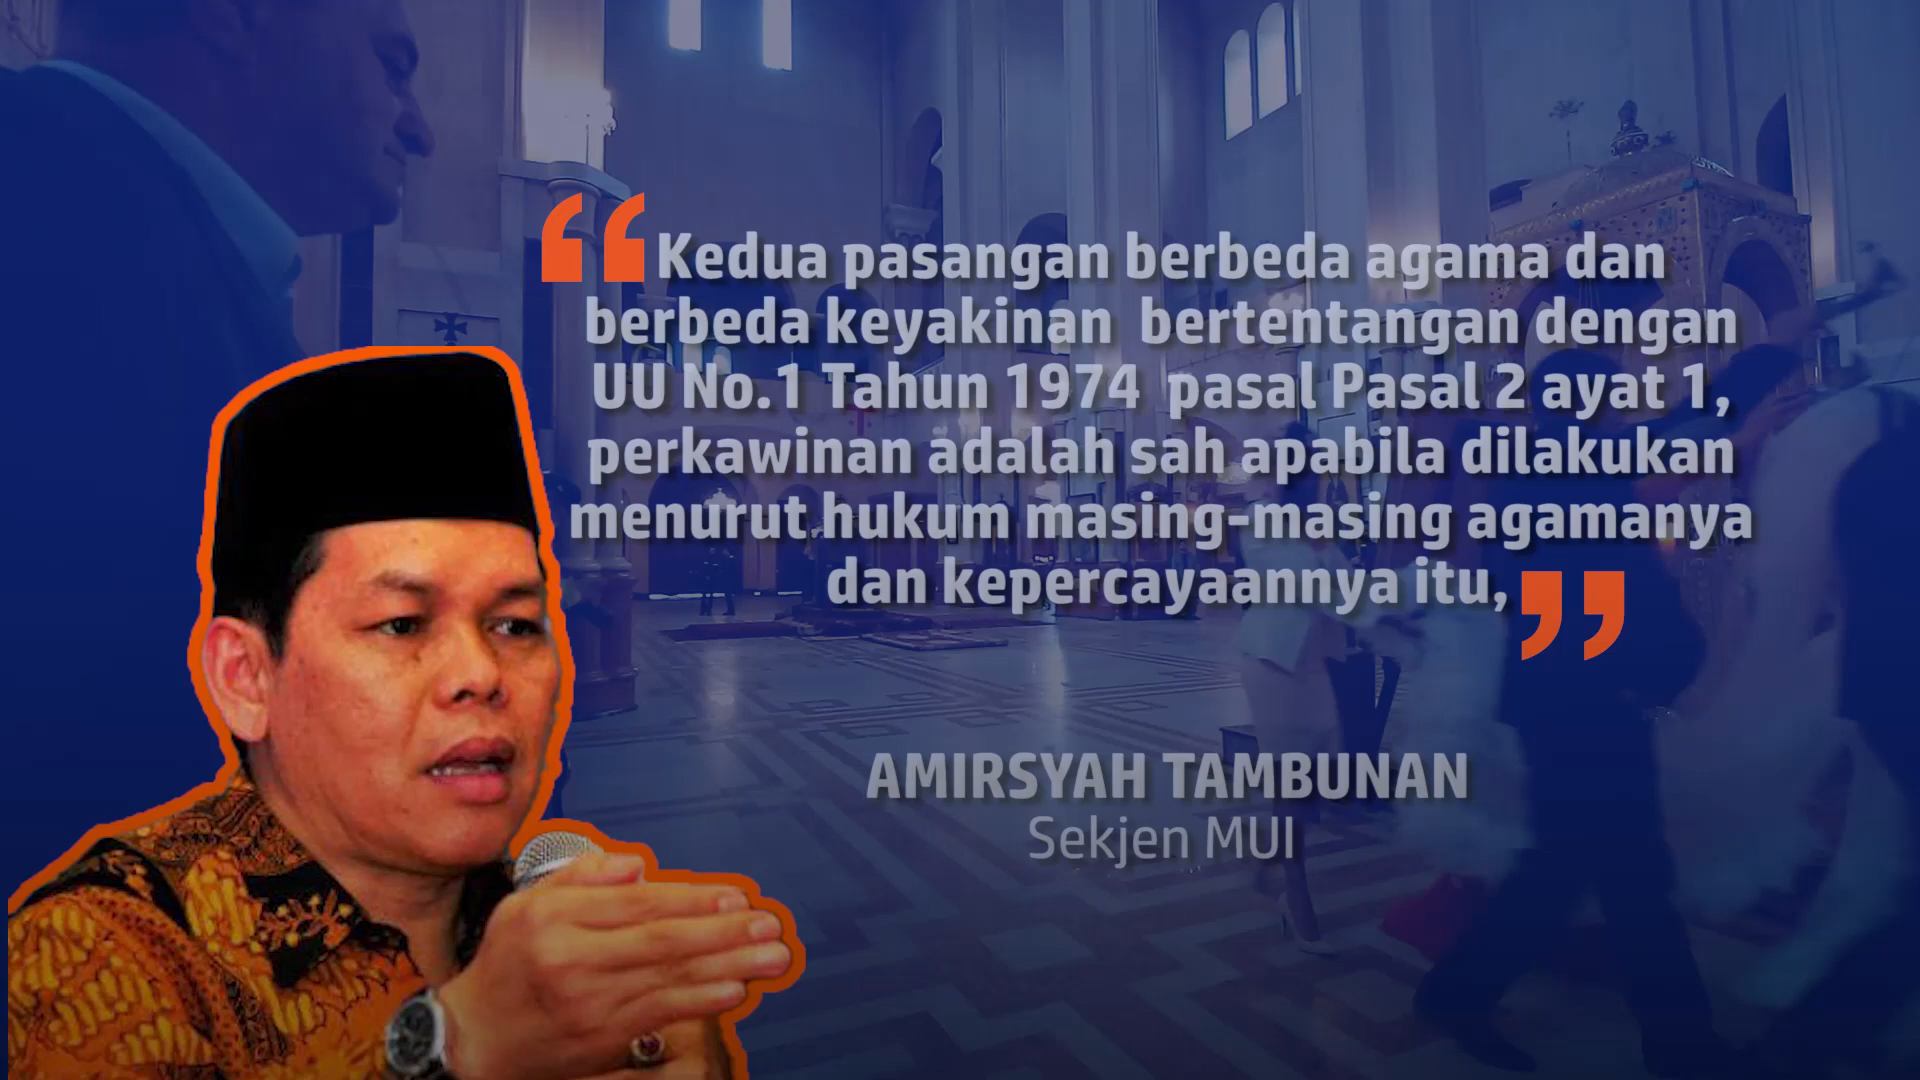 “Kedua pasangan berbeda agama dan
berbeda keyakinan bertentangan dengan
UU No.1 Tahun 1974 pasal Pasal 2 ayat 1,
perkawinan adalah sah apabila dilakukan
menurut hukum masing-masing agamanya
dan kepercayaannya itu,”
AMIRSYAH TAMBUNAN
Sekjen MUI